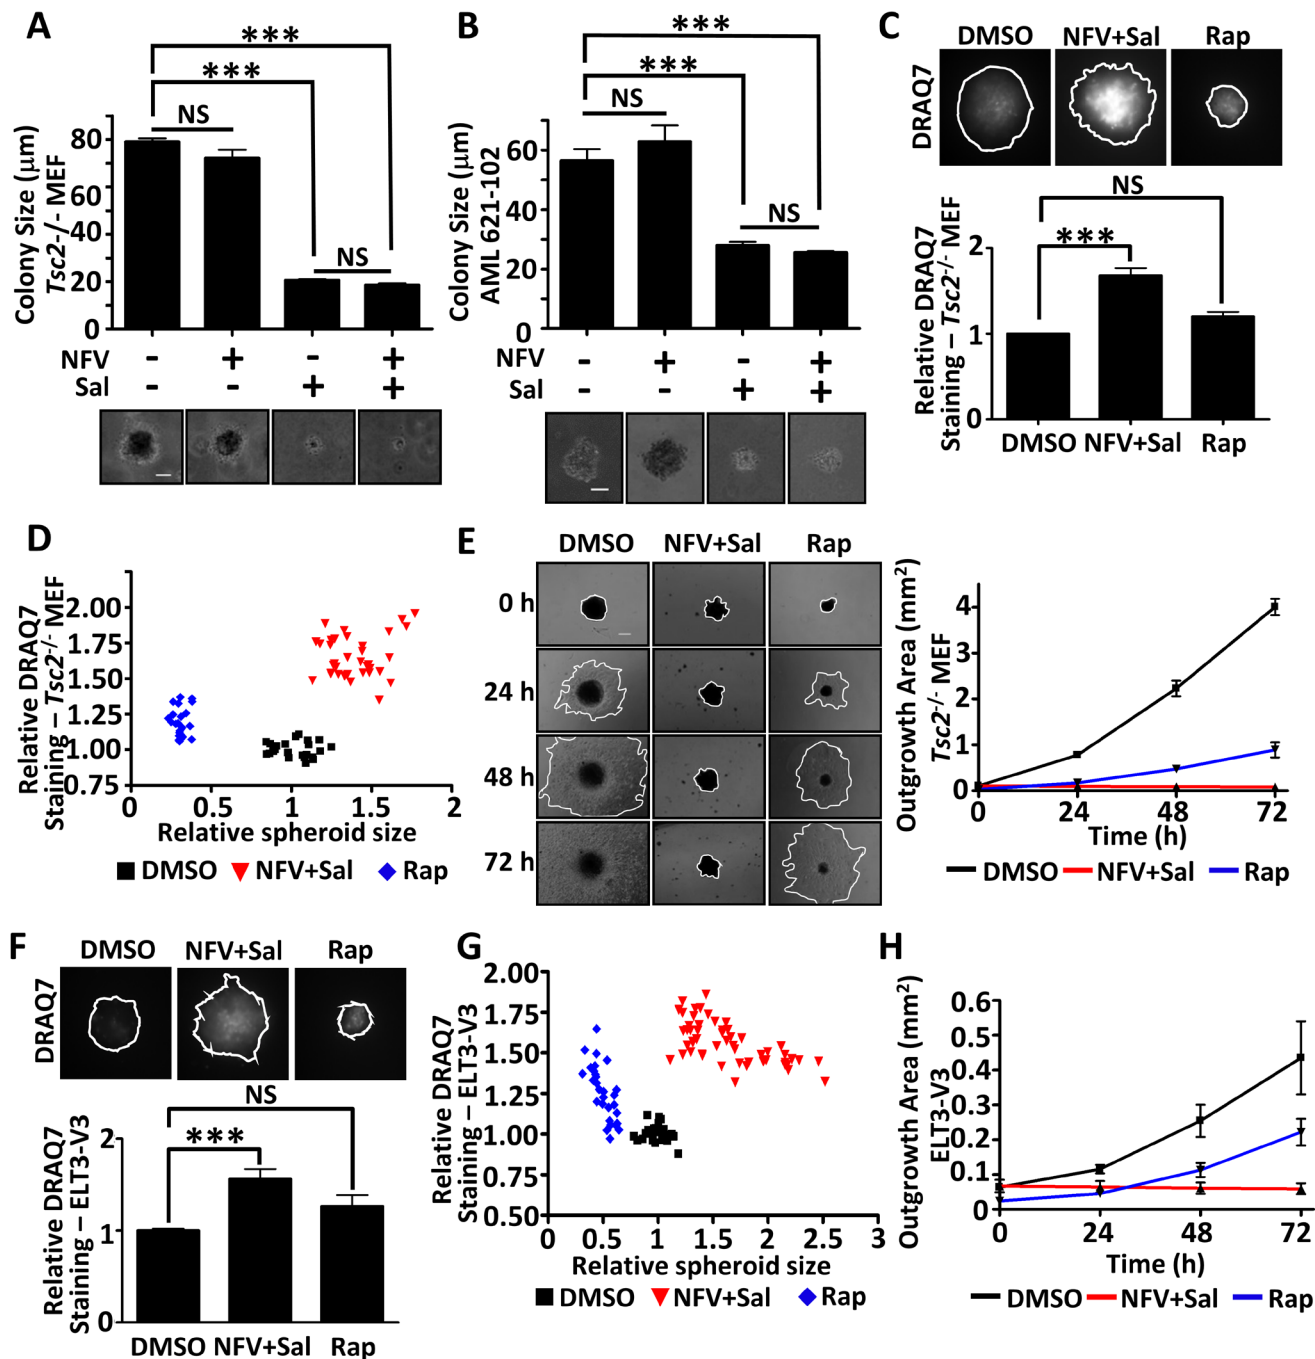 A
***
***
NS
NS
Colony Size (μm)
Tsc2-/- MEF
80
60
40
20
0
NFV - + - +
Sal - - + +
B
***
***
NS
NS
Colony Size (μm)
AML 621-102
60
40
20
0
NFV - + - +
Sal - - + +
C
DMSO NFV+Sal Rap
DRAQ7
NS
***
Relative DRAQ7
Staining – Tsc2-/- MEF
2
1
0
DMSO NFV+Sal Rap
D
Relative DRAQ7
Staining – Tsc2-/- MEF
2.00
1.75
1.50
1.25
1.00
0.75
0 0.5 1 1.5 2
Relative spheroid size
DMSO NFV+Sal Rap
E
DMSO NFV+Sal Rap
0 h
24 h
48 h
72 h
Outgrowth Area (mm2)
Tsc2-/- MEF
4
2
1
0
0 24 48 72
Time (h)
DMSO NFV+Sal Rap
F
DMSO NFV+Sal Rap
DRAQ7
NS
***
Relative DRAQ7
Staining – ELT3-V3
2
1
0
DMSO NFV+Sal Rap
G
Relative DRAQ7
Staining – ELT3-V3
2.00
1.75
1.50
1.25
1.00
0.75
0.50
0 0.5 1 1.5 2 2.5 3
Relative spheroid size
DMSO NFV+Sal Rap
H
Outgrowth Area (mm2)
ELT3-V3
0.6
0.4
0.3
0.2
0.1
0
0 24 48 72
Time (h)
DMSO NFV+Sal Rap